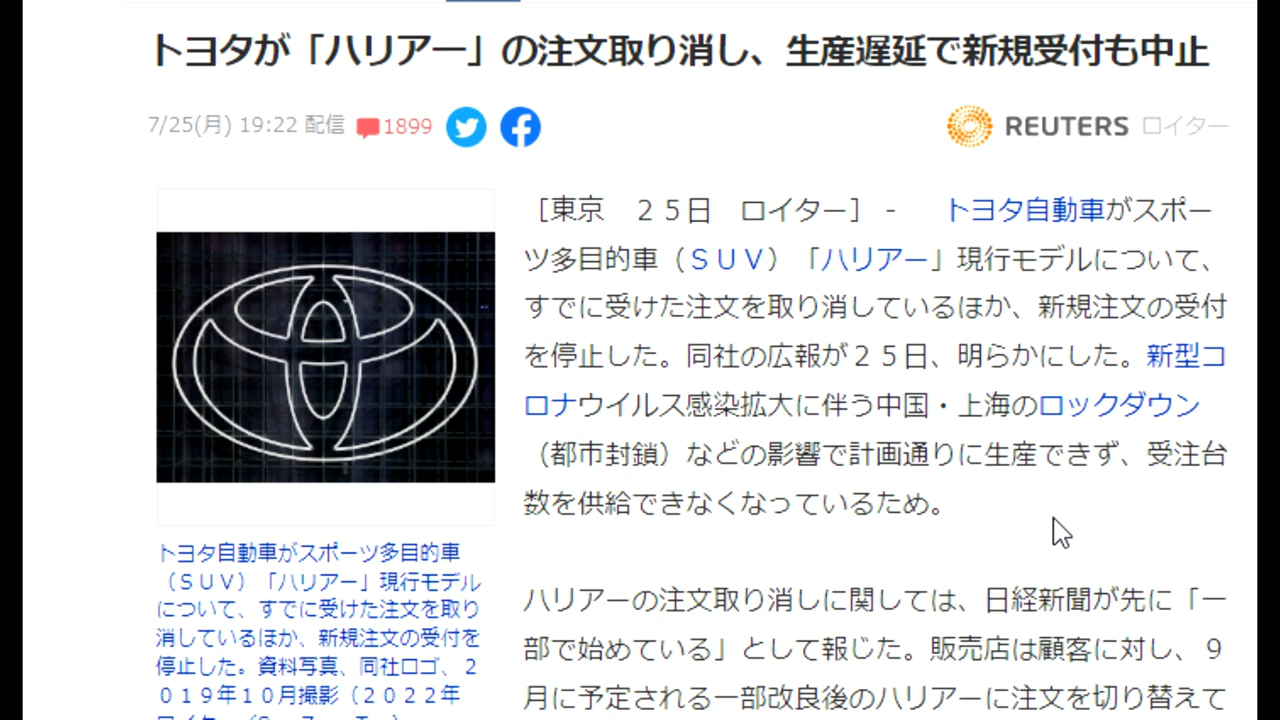 トヨタが「ハリアー」の注文取り消し、生産遅延で新規受付も中止
7/25(月) 19:22 配信 1899
REUTERS ロイター
［東京　２５日　ロイター］ -　トヨタ自動車がスポー
ツ多目的車（ＳＵＶ）「ハリアー」現行モデルについて、
すでに受けた注文を取り消しているほか、新規注文の受付
を停止した。同社の広報が２５日、明らかにした。新型コ
ロナウイルス感染拡大に伴う中国・上海のロックダウン
（都市封鎖）などの影響で計画通りに生産できず、受注台
数を供給できなくなっているため。
ハリアーの注文取り消しに関しては、日経新聞が先に「一
部で始めている」として報じた。販売店は顧客に対し、９
月に予定される一部改良後のハリアーに注文を切り替えて
トヨタ自動車がスポーツ多目的車
（ＳＵＶ）「ハリアー」現行モデル
について、すでに受けた注文を取り
消しているほか、新規注文の受付を
停止した。資料写真、同社ロゴ、２
０１９年１０月撮影（２０２２年